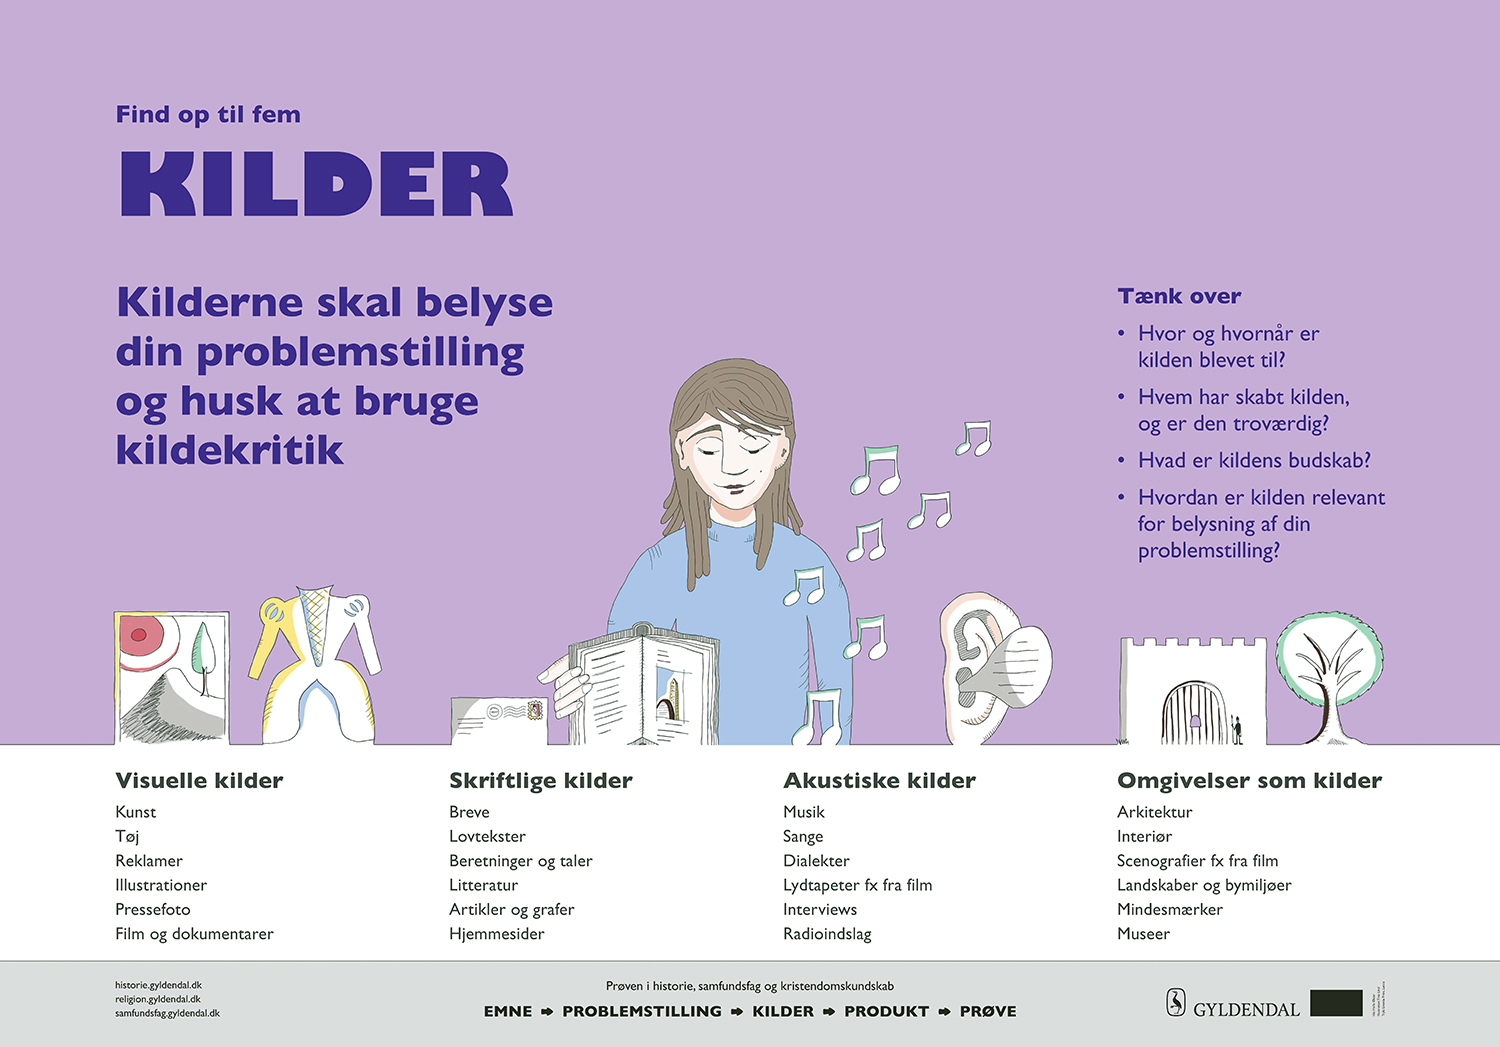 Find op til fem
KILDER
Kilderne skal belyse
din problemstilling
og husk at bruge
kildekritik
Tænk over
• Hvor og hvornår er
kilden blevet til?
• Hvem har skabt kilden,
og er den troværdig?
• Hvad er kildens budskab?
• Hvordan er kilden relevant
for belysning af din
problemstilling?
Visuelle kilder
Kunst
Tøj
Reklamer
Illustrationer
Pressefoto
Film og dokumentarer
Skriftlige kilder
Breve
Lovtekster
Beretninger og taler
Litteratur
Artikler og grafer
Hjemmesider
Akustiske kilder
Musik
Sange
Dialekter
Lydtapeter fx fra film
Interviews
Radioindslag
Omgivelser som kilder
Arkitektur
Interiør
Scenografier fx fra film
Landskaber og bymiljøer
Mindesmærker
Museer
historie.gyldendal.dk
religion.gyldendal.dk
samfundsfag.gyldendal.dk
Prøven i historie, samfundsfag og kristendomskundskab
EMNE ➡ PROBLEMSTILLING ➡ KILDER ➡ PRODUKT ➡ PRØVE
GYLDENDAL